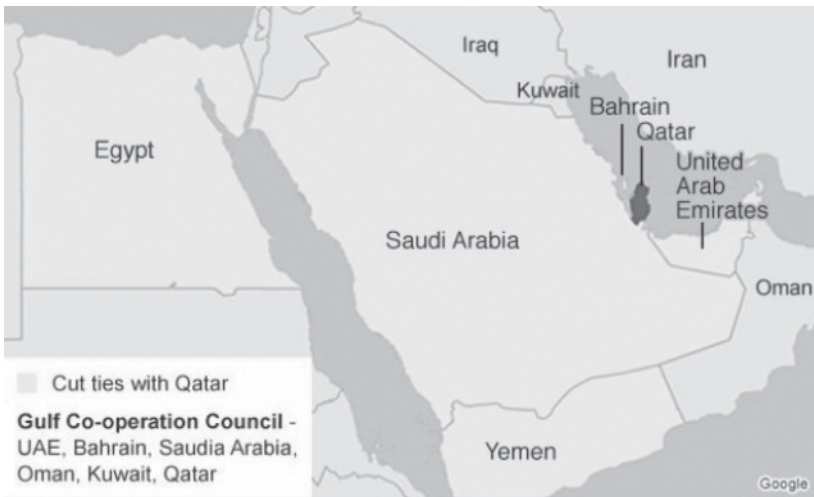 Iraq
Iran
Kuwait
Bahrain
Qatar
Egypt
United
Arab
Emirates
Saudi Arabia
Oman
Cut ties with Qatar
Gulf Co-operation Council -
UAE, Bahrain, Saudia Arabia,
Oman, Kuwait, Qatar
Yemen
Google